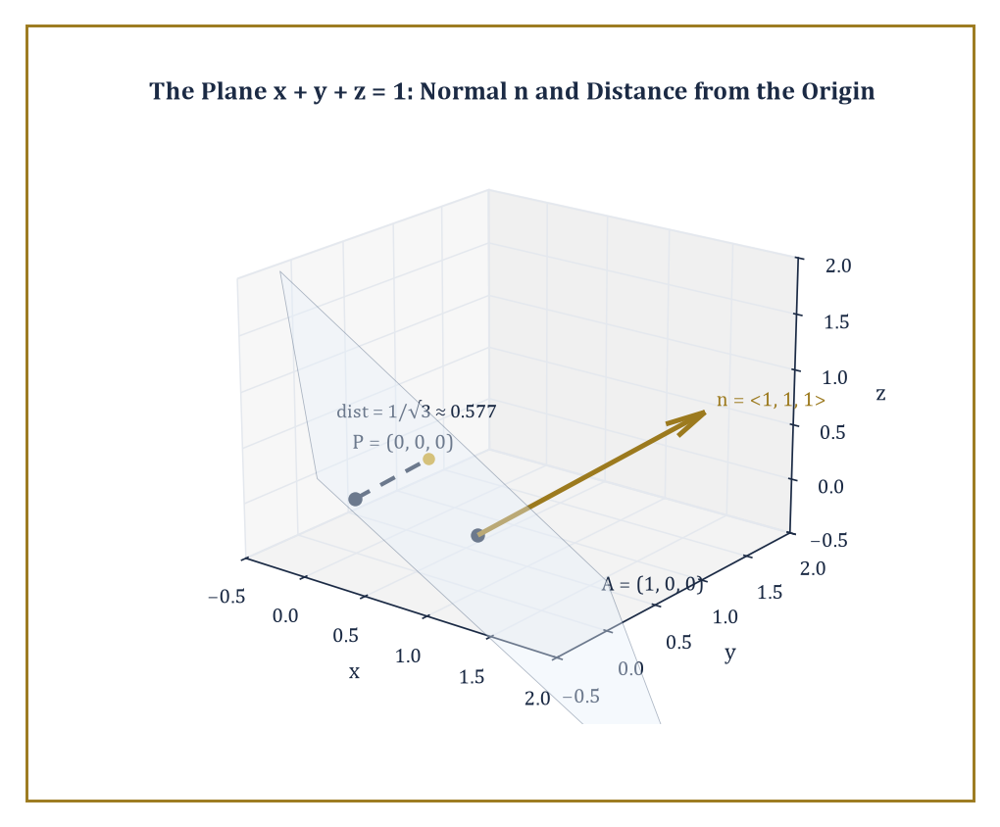 The Plane x + y + z = 1: Normal n and Distance from the Origin
2.0
1.5
1.0
z
n = <1, 1, 1>
dist = 1/√3 ≈ 0.577
0.5
P = (0, 0, 0)
0.0
−0.5
2.0
A = (1, 0, 0)
1.5
−0.5
0.0
1.0
0.5
0.5
y
1.0
0.0
x
1.5
2.0
−0.5